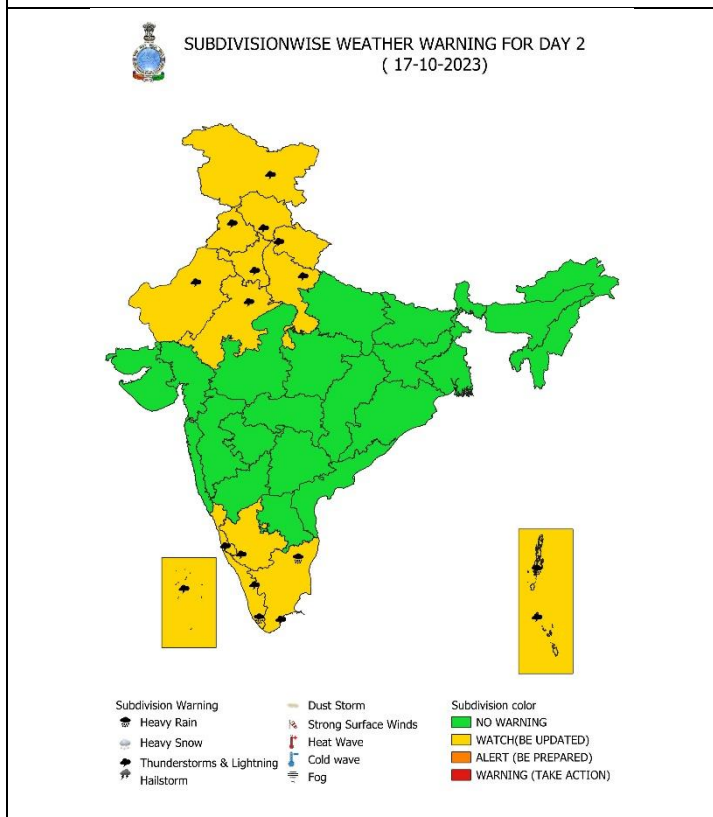 SUBDIVISIONWISE WEATHER WARNING FOR DAY 2
( 17-10-2023)
Subdivision Warning
Heavy Rain
Heavy Snow
Thunderstorms & Lightning
Hailstorm
Dust Storm
Strong Surface Winds
Heat Wave
Cold wave
Fog
Subdivision color
NO WARNING
WATCH(BE UPDATED)
ALERT (BE PREPARED)
WARNING (TAKE ACTION)